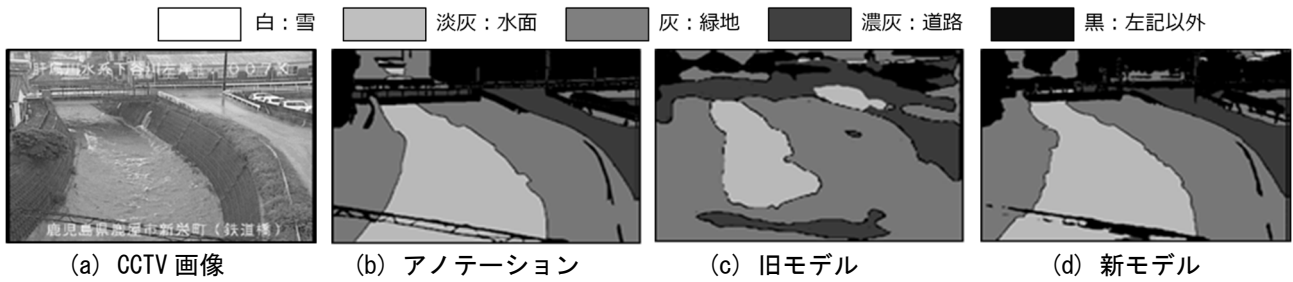 白：雪 淡灰：水面 灰：緑地 濃灰：道路 黒：左記以外
鹿児島県鹿屋市新栄町（鉄道橋）
(a) CCTV 画像 (b) アノテーション (c) 旧モデル (d) 新モデル